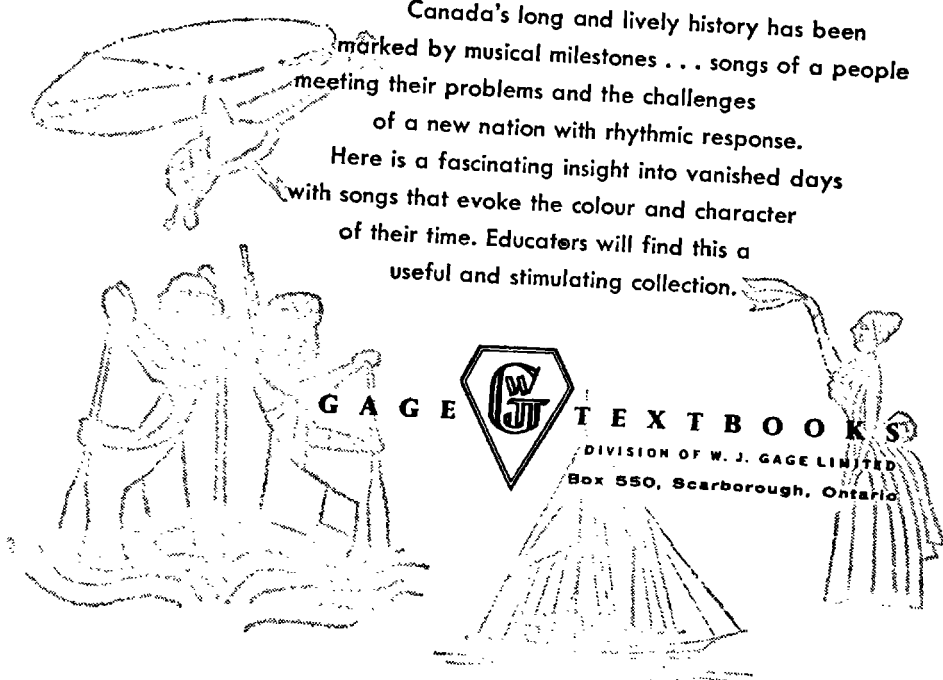 Canada's long and lively history has been
marked by musical milestones . . . songs of a people
meeting their problems and the challenges
of a new nation with rhythmic response.
Here is a fascinating insight into vanished days
with songs that evoke the colour and character
of their time. Educators will find this a
useful and stimulating collection.
GAGE WJG TEXTBOOKS
DIVISION OF W. J. GAGE LIMITED
Box 550, Scarborough, Ontario